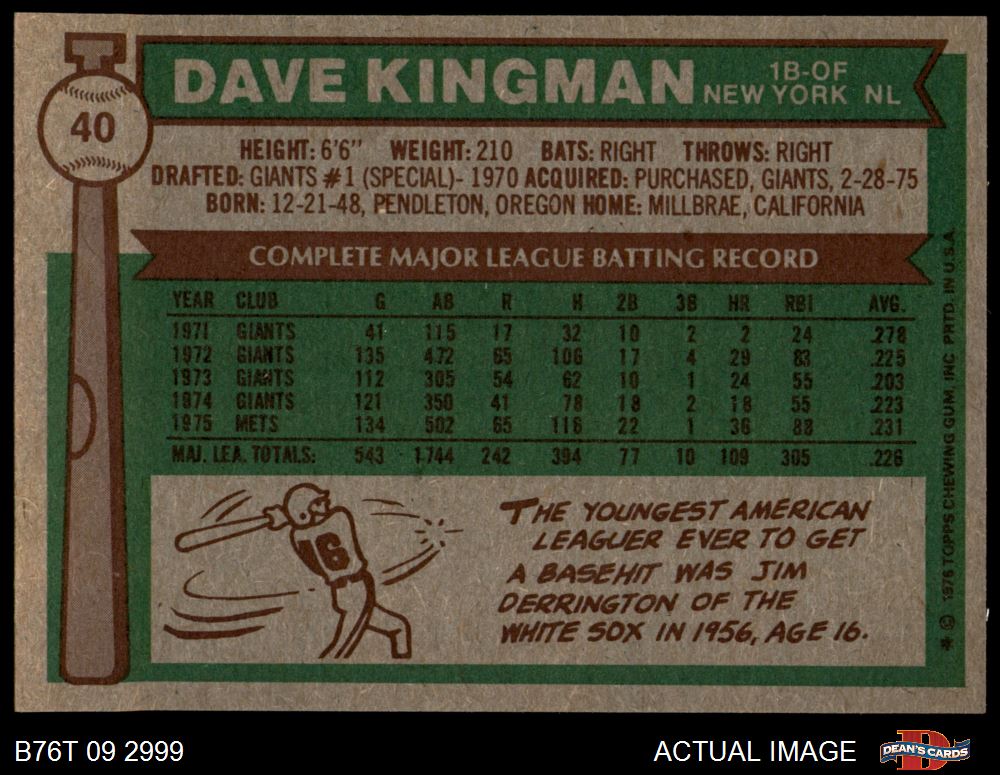 40
DAVE KINGMAN
1B-OF
NEW YORK NL
HEIGHT: 6'6" WEIGHT: 210 BATS: RIGHT THROWS: RIGHT
DRAFTED: GIANTS #1 (SPECIAL)- 1970 ACQUIRED: PURCHASED, GIANTS, 2-28-75
BORN: 12-21-48, PENDLETON, OREGON HOME: MILLBRAE, CALIFORNIA
COMPLETE MAJOR LEAGUE BATTING RECORD
YEAR CLUB G AB R H 2B 3B HR RBI AVG.
1971 GIANTS 41 115 17 32 10 2 2 24 .278
1972 GIANTS 135 472 65 106 17 4 29 83 .225
1973 GIANTS 112 305 54 62 10 1 24 55 .203
1974 GIANTS 121 350 41 78 18 2 18 55 .223
1975 METS 134 502 65 116 22 1 36 88 .231
MAJ. LEA. TOTALS: 543 1744 242 394 77 10 109 305 .226
16
THE YOUNGEST AMERICAN
LEAGUER EVER TO GET
A BASEHIT WAS JIM
DERRINGTON OF THE
WHITE SOX IN 1956, AGE 16.
* © 1976 TOPPS CHEWING GUM, INC. PRTD. IN U.S.A.
B76T 09 2999
ACTUAL IMAGE
D
DEAN'S CARDS